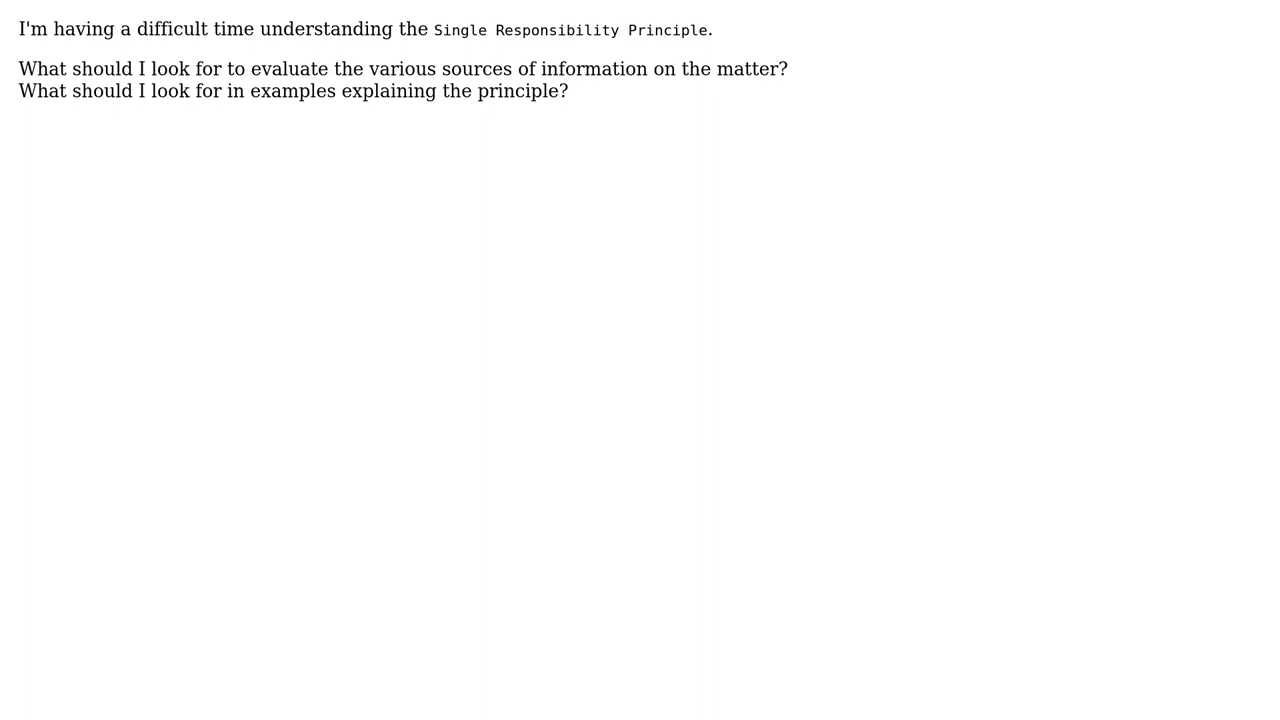 I'm having a difficult time understanding the Single Responsibility Principle.
What should I look for to evaluate the various sources of information on the matter?
What should I look for in examples explaining the principle?